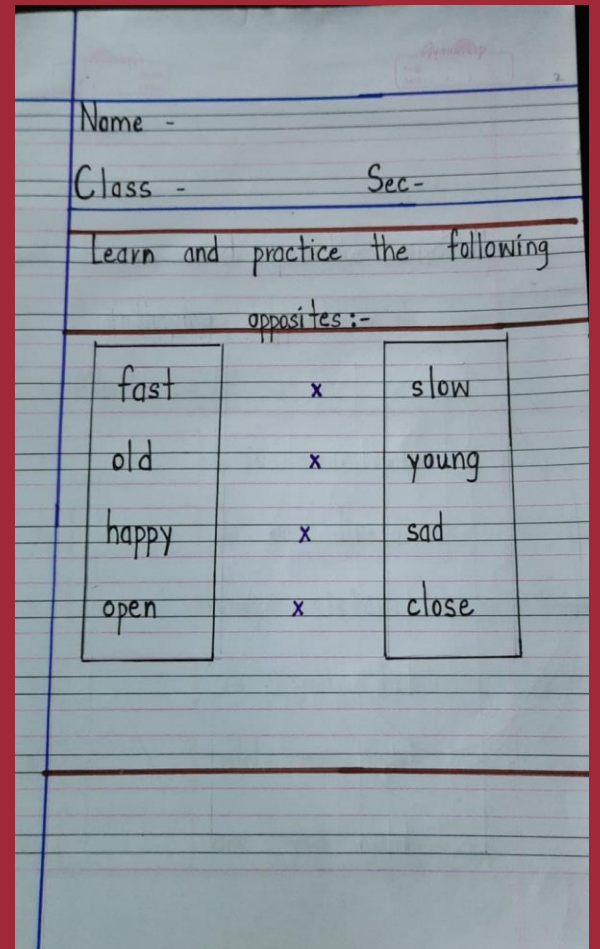 Name -
Class - Sec-
Learn and practice the following
opposites :-
fast x slow
old x young
happy x sad
open x close